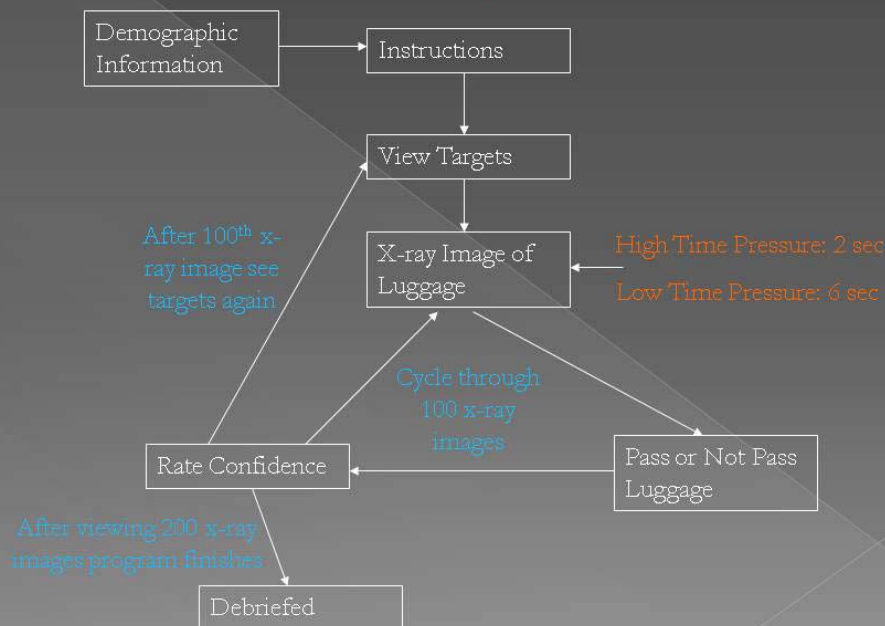 Demographic
Information
Instructions
View Targets
After 100th x-
ray image see
targets again
X-ray Image of
Luggage
High Time Pressure: 2 sec
Low Time Pressure: 6 sec
Cycle through
100 x-ray
images
Rate Confidence
Pass or Not Pass
Luggage
After viewing 200 x-ray
images program finishes
Debriefed